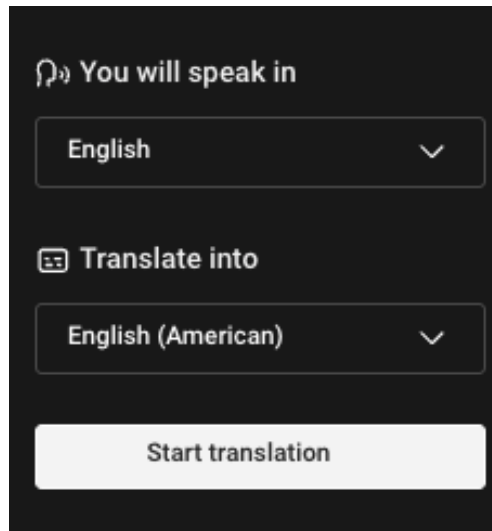 You will speak in
English
Translate into
English (American)
Start translation